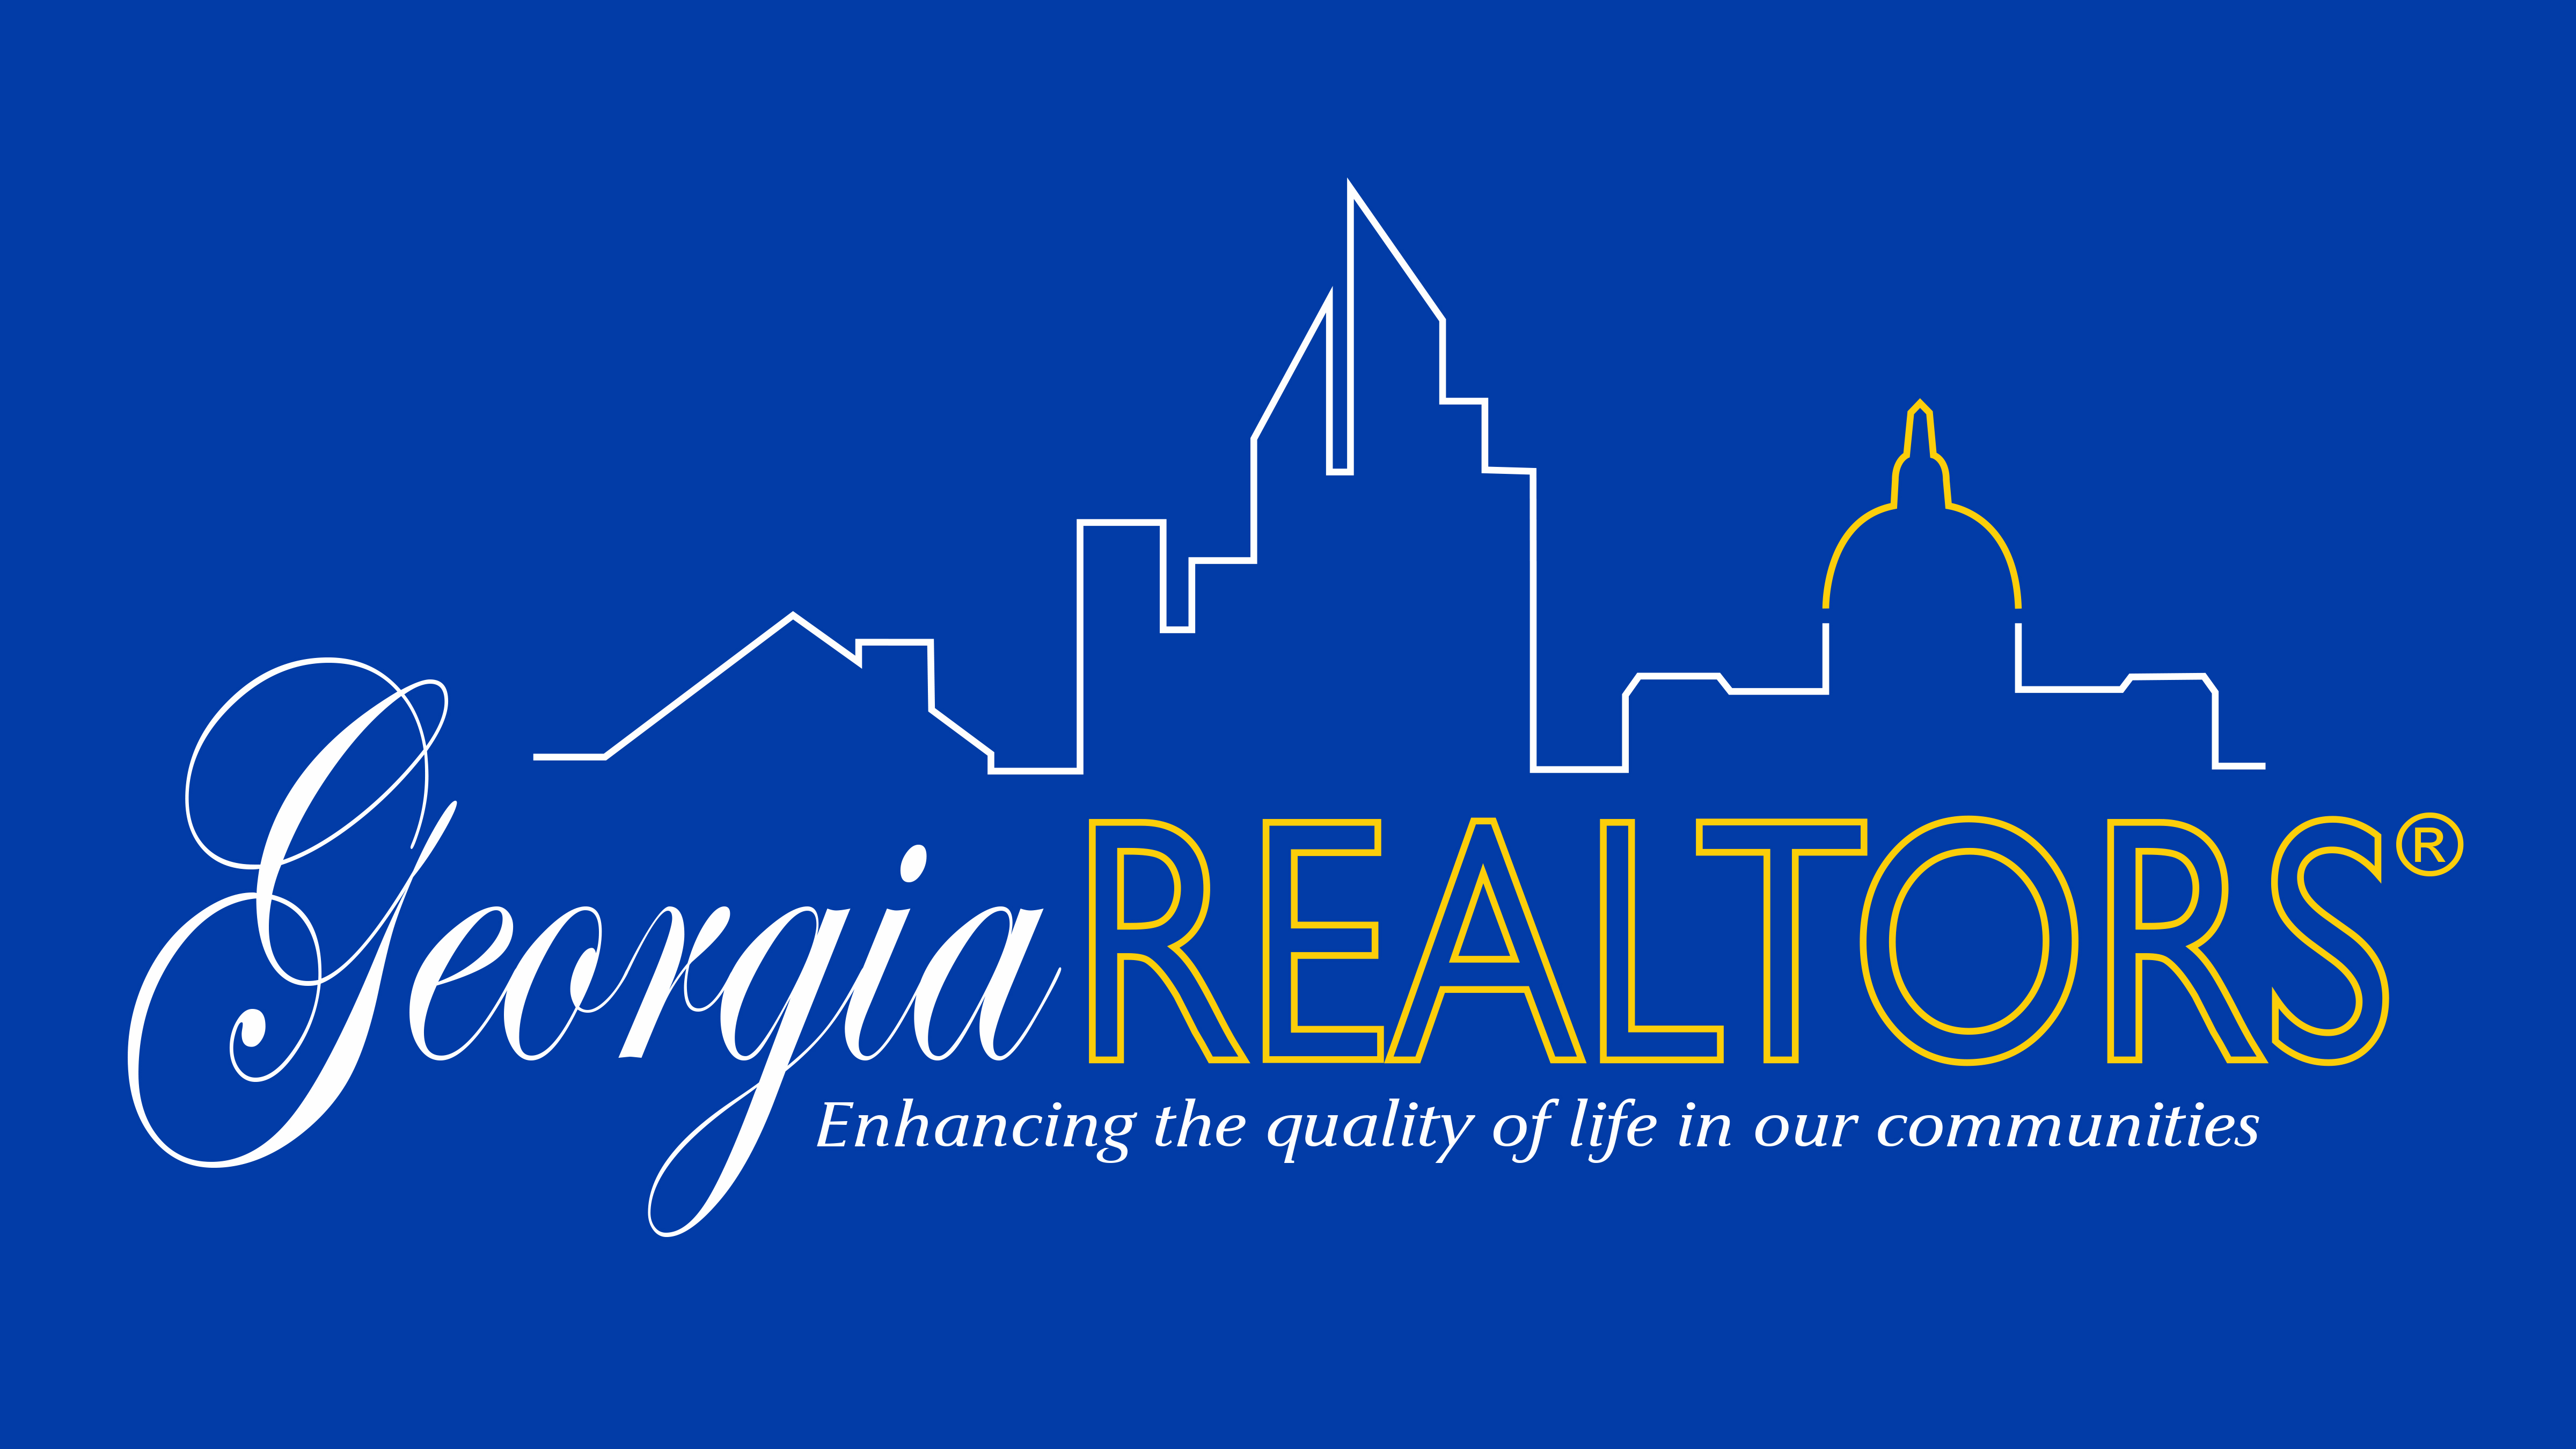 Georgia REALTORS®
Enhancing the quality of life in our communities